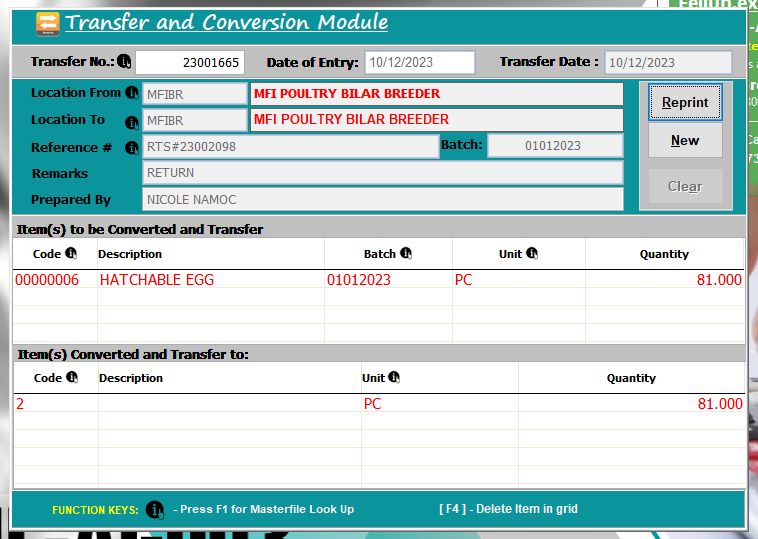 Transfer and Conversion Module
Transfer No.: 23001665 Date of Entry: 10/12/2023 Transfer Date : 10/12/2023
Location From MFIBR MFI POULTRY BILAR BREEDER
Location To MFIBR MFI POULTRY BILAR BREEDER
Reference # RTS#23002098 Batch: 01012023
Remarks RETURN
Prepared By NICOLE NAMOC
Reprint
New
Clear
Item(s) to be Converted and Transfer
Code Description Batch Unit Quantity
00000006 HATCHABLE EGG 01012023 PC 81.000
Item(s) Converted and Transfer to:
Code Description Unit Quantity
2 PC 81.000
FUNCTION KEYS: - Press F1 for Masterfile Look Up [ F4 ] - Delete Item in grid